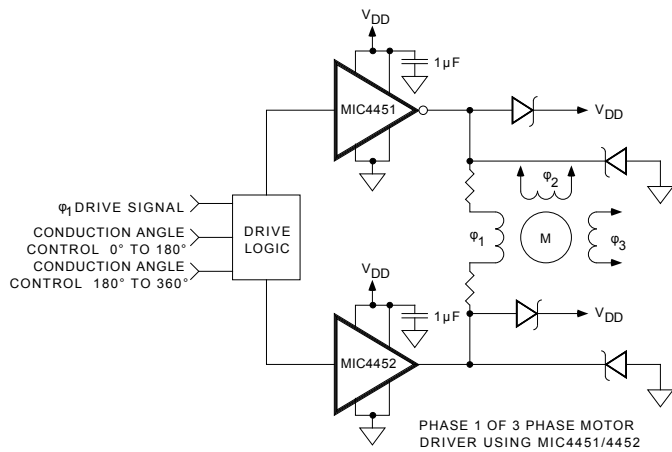 VDD
1µF
MIC4451
VDD
φ2
φ1 DRIVE SIGNAL
CONDUCTION ANGLE
CONTROL 0° TO 180°
CONDUCTION ANGLE
CONTROL 180° TO 360°
DRIVE
LOGIC
φ1
M
φ3
VDD
1µF
VDD
MIC4452
PHASE 1 OF 3 PHASE MOTOR
DRIVER USING MIC4451/4452